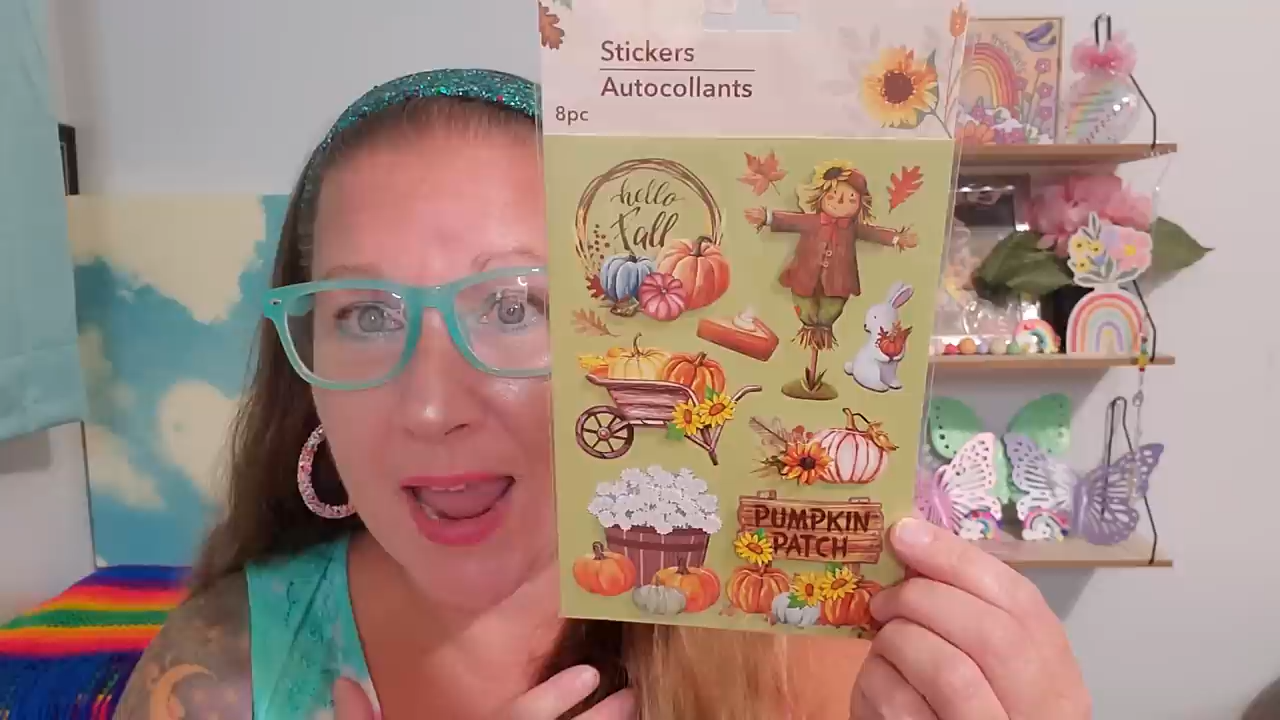 Stickers
Autocollants
8pc
hello
Fall
PUMPKIN
PATCH